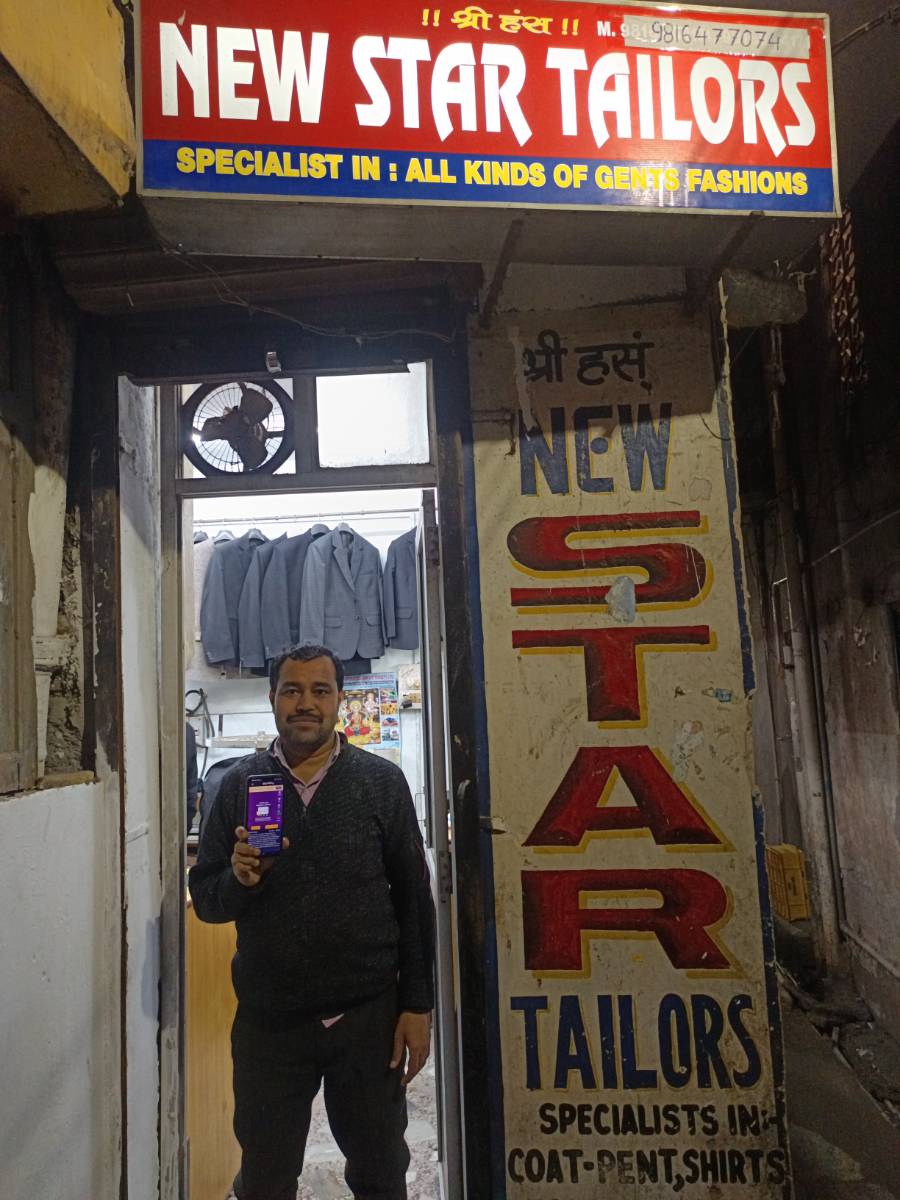 !! श्री हंस !!
M. 9816477074
NEW STAR TAILORS
SPECIALIST IN : ALL KINDS OF GENTS FASHIONS
श्री हसं
NEW
STAR
TAILORS
SPECIALISTS IN:-
COAT-PENT,SHIRTS